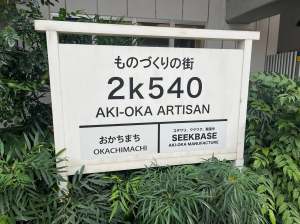 ものづくりの街
2k540
AKI-OKA ARTISAN
おかちまち
OKACHIMACHI
SEEKBASE
AKI-OKA MANUFACTURE